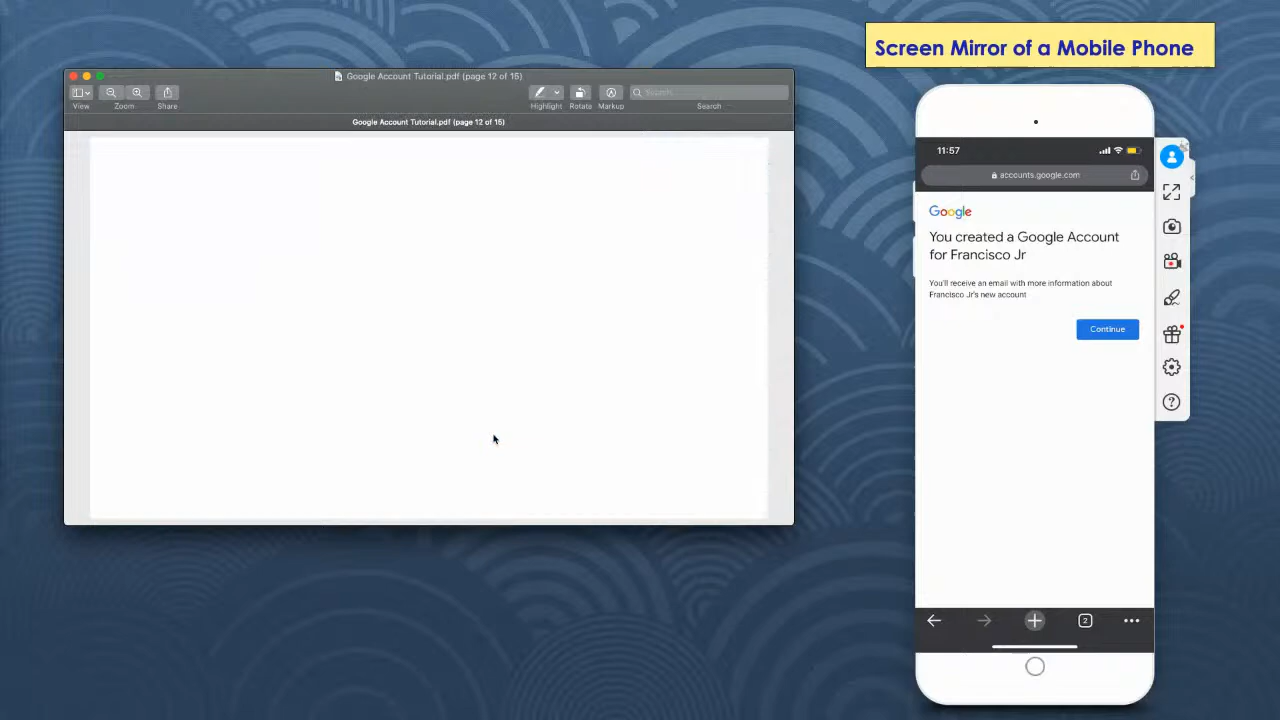 Screen Mirror of a Mobile Phone
Google Account Tutorial.pdf (page 12 of 15)
View
Zoom
Share
Highlight
Rotate
Markup
Search
Search
Google Account Tutorial.pdf (page 12 of 15)
11:57
accounts.google.com
Google
You created a Google Account
for Francisco Jr
You'll receive an email with more information about
Francisco Jr's new account
Continue
2